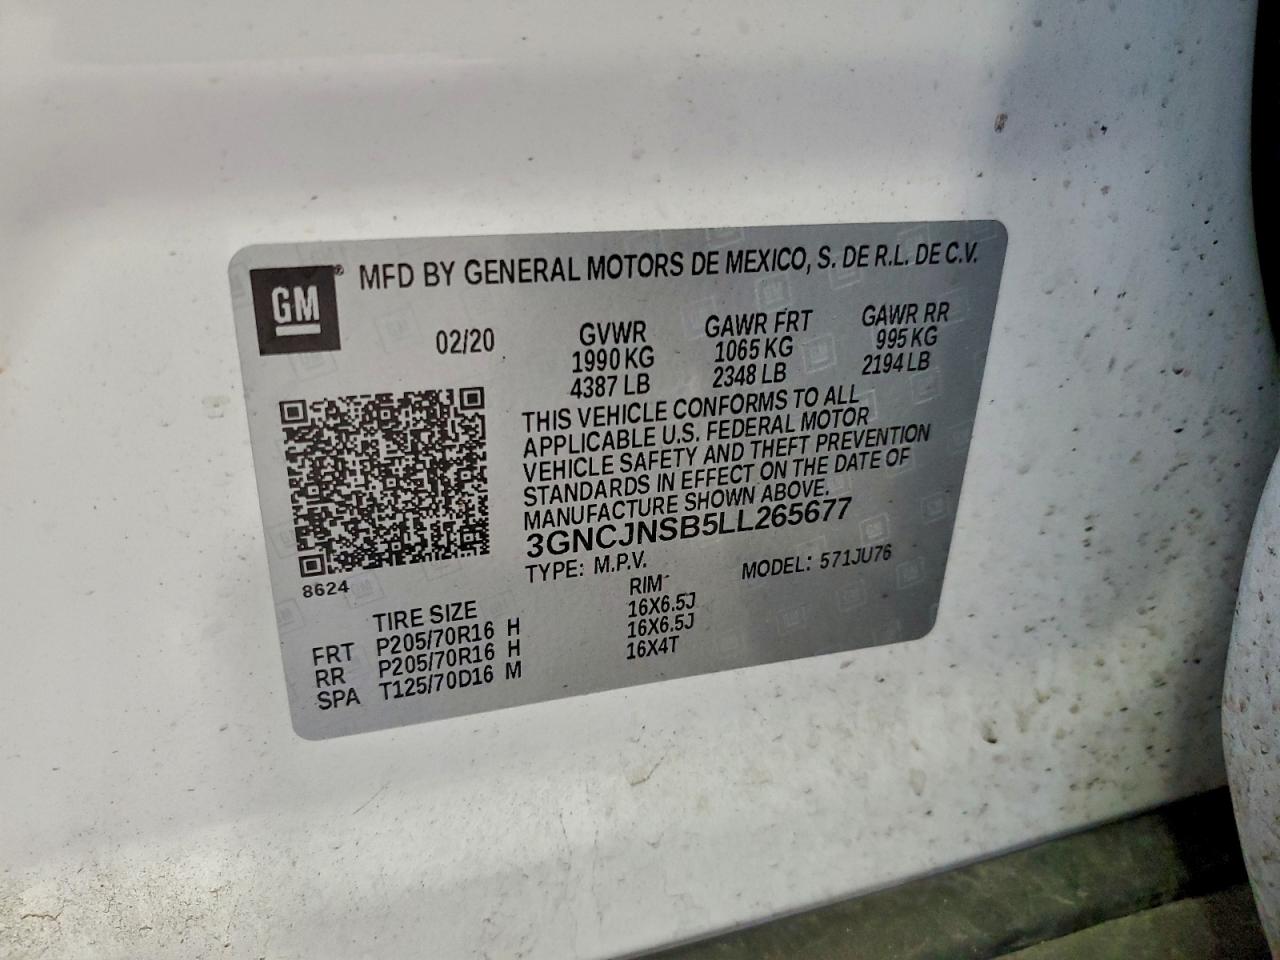 GM ® MFD BY GENERAL MOTORS DE MEXICO, S. DE R.L. DE C.V.
02/20
GVWR GAWR FRT GAWR RR
1990 KG 1065 KG 995 KG
4387 LB 2348 LB 2194 LB
THIS VEHICLE CONFORMS TO ALL
APPLICABLE U.S. FEDERAL MOTOR
VEHICLE SAFETY AND THEFT PREVENTION
STANDARDS IN EFFECT ON THE DATE OF
MANUFACTURE SHOWN ABOVE.
3GNCJNSB5LL265677
TYPE: M.P.V. MODEL: 571JU76
8624
TIRE SIZE RIM
FRT P205/70R16 H 16X6.5J
RR P205/70R16 H 16X6.5J
SPA T125/70D16 M 16X4T